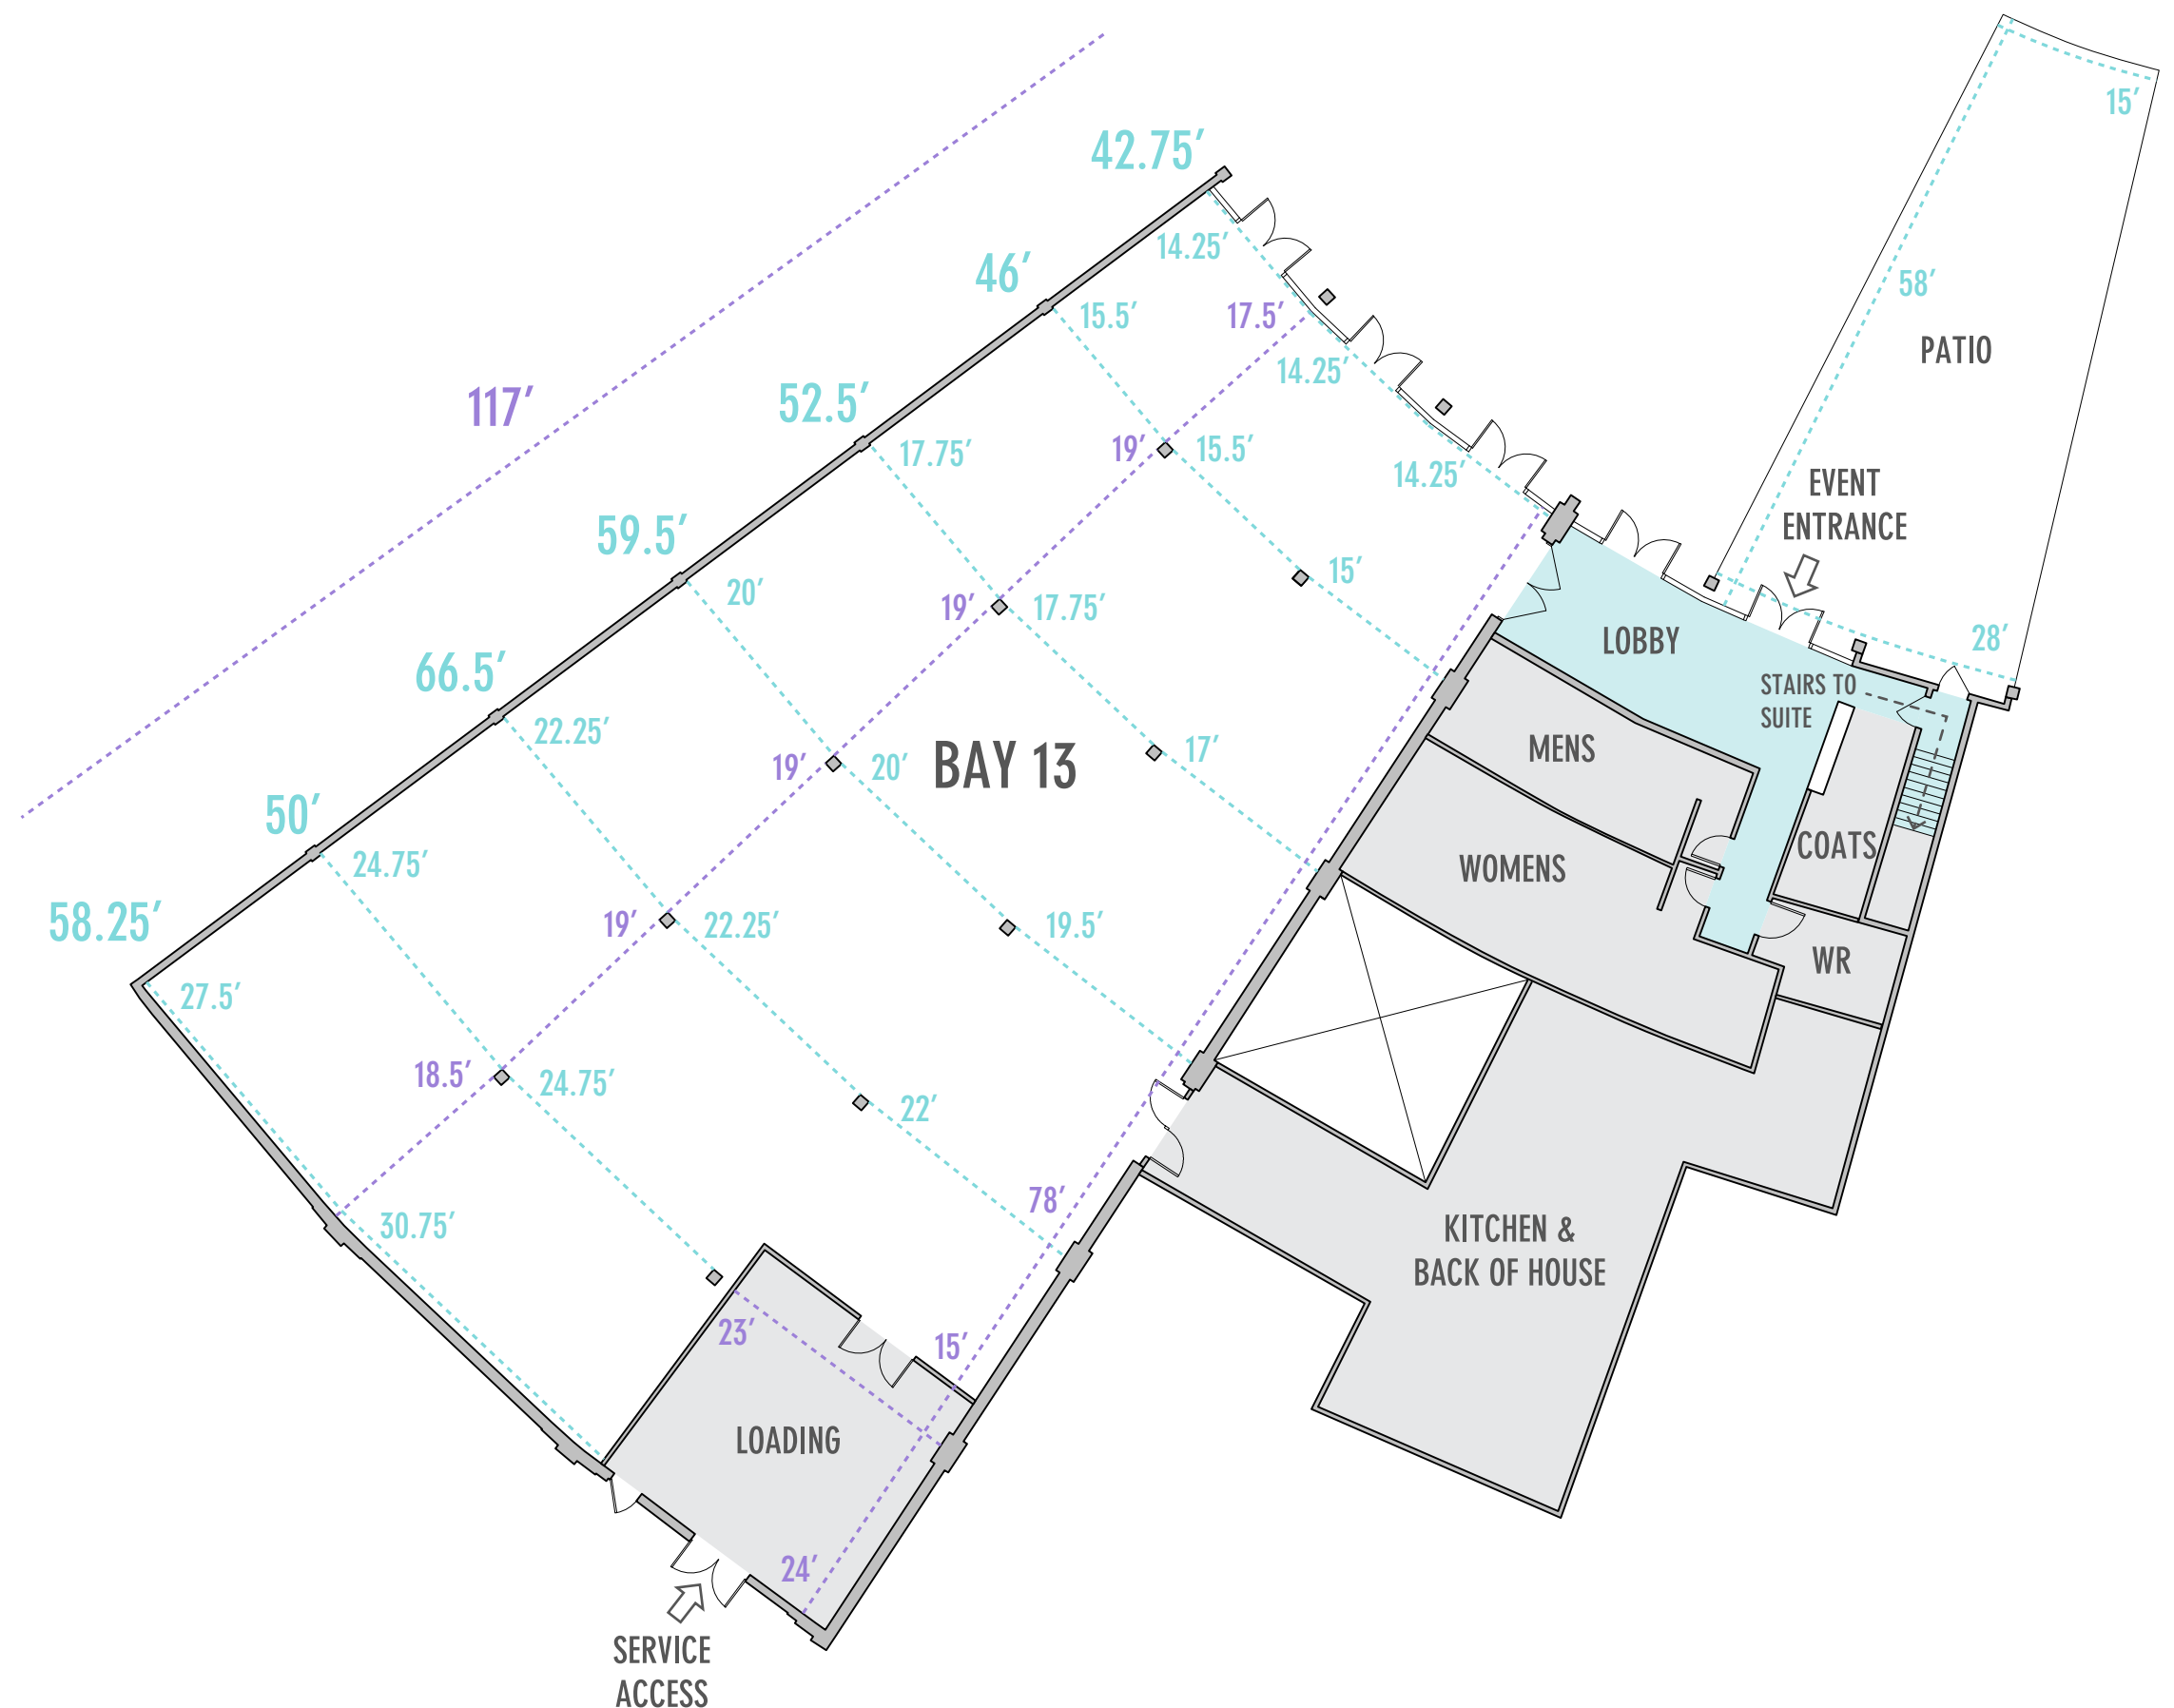 15′
42.75′
14.25′
46′
58′
15.5′
17.5′
PATIO
14.25′
117′
52.5′
17.75′
19′
15.5′
14.25′
EVENT
ENTRANCE
59.5′
15′
20′
19′
17.75′
LOBBY
28′
66.5′
STAIRS TO
SUITE
22.25′
BAY 13
17′
MENS
19′
20′
50′
24.75′
COATS
WOMENS
58.25′
19′
22.25′
19.5′
WR
27.5′
18.5′
24.75′
22′
78′
30.75′
KITCHEN &
BACK OF HOUSE
23′
15′
LOADING
24′
SERVICE
ACCESS